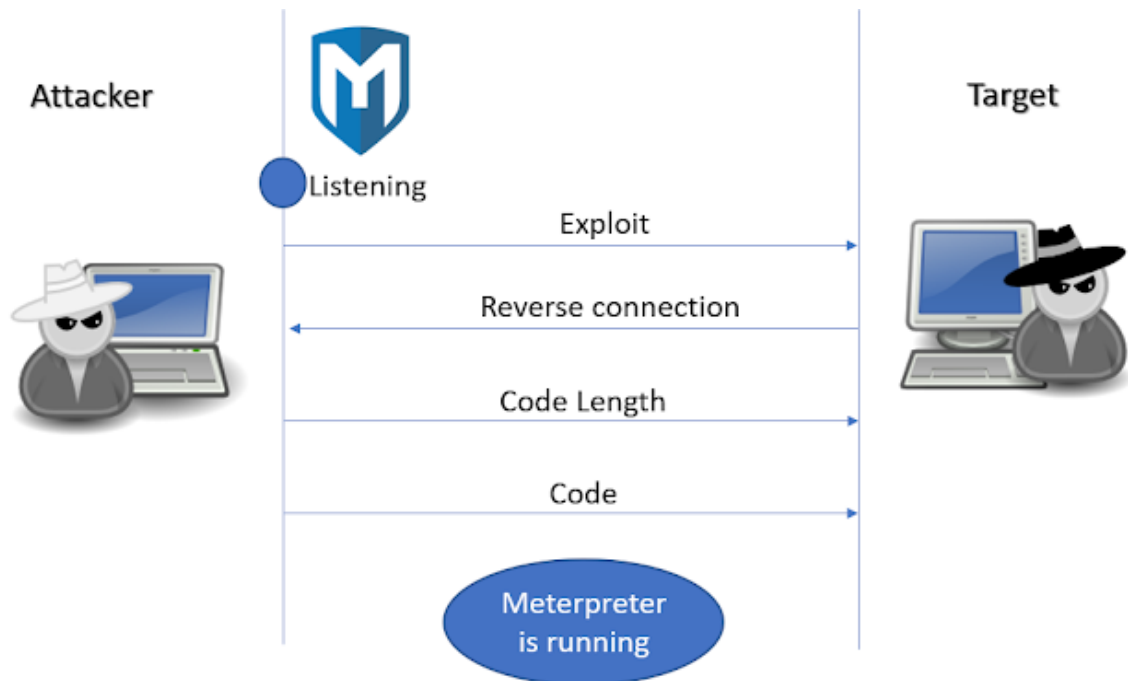 Attacker
Target
Listening
Exploit
Reverse connection
Code Length
Code
Meterpreter
is running